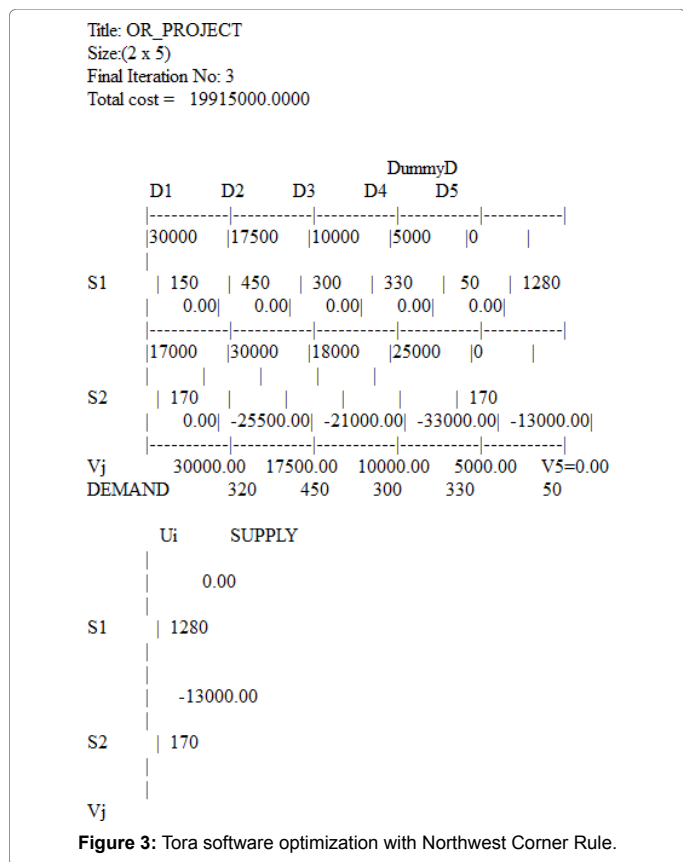 Title: OR_PROJECT
Size:(2 x 5)
Final Iteration No: 3
Total cost = 19915000.0000
DummyD
D1 D2 D3 D4 D5
|-----------|-----------|-----------|-----------|-----------|
|30000 |17500 |10000 |5000 |0 |
|
S1 | 150 | 450 | 300 | 330 | 50 | 1280
| 0.00| 0.00| 0.00| 0.00| 0.00|
|-----------|-----------|-----------|-----------|-----------|
|17000 |30000 |18000 |25000 |0 |
| | | | |
S2 | 170 | | | | | 170
| 0.00| -25500.00| -21000.00| -33000.00| -13000.00|
|-----------|-----------|-----------|-----------|-----------|
Vj 30000.00 17500.00 10000.00 5000.00 V5=0.00
DEMAND 320 450 300 330 50
Ui SUPPLY
|
| 0.00
|
S1 | 1280
|
|
| -13000.00
|
S2 | 170
|
|
Vj
Figure 3: Tora software optimization with Northwest Corner Rule.